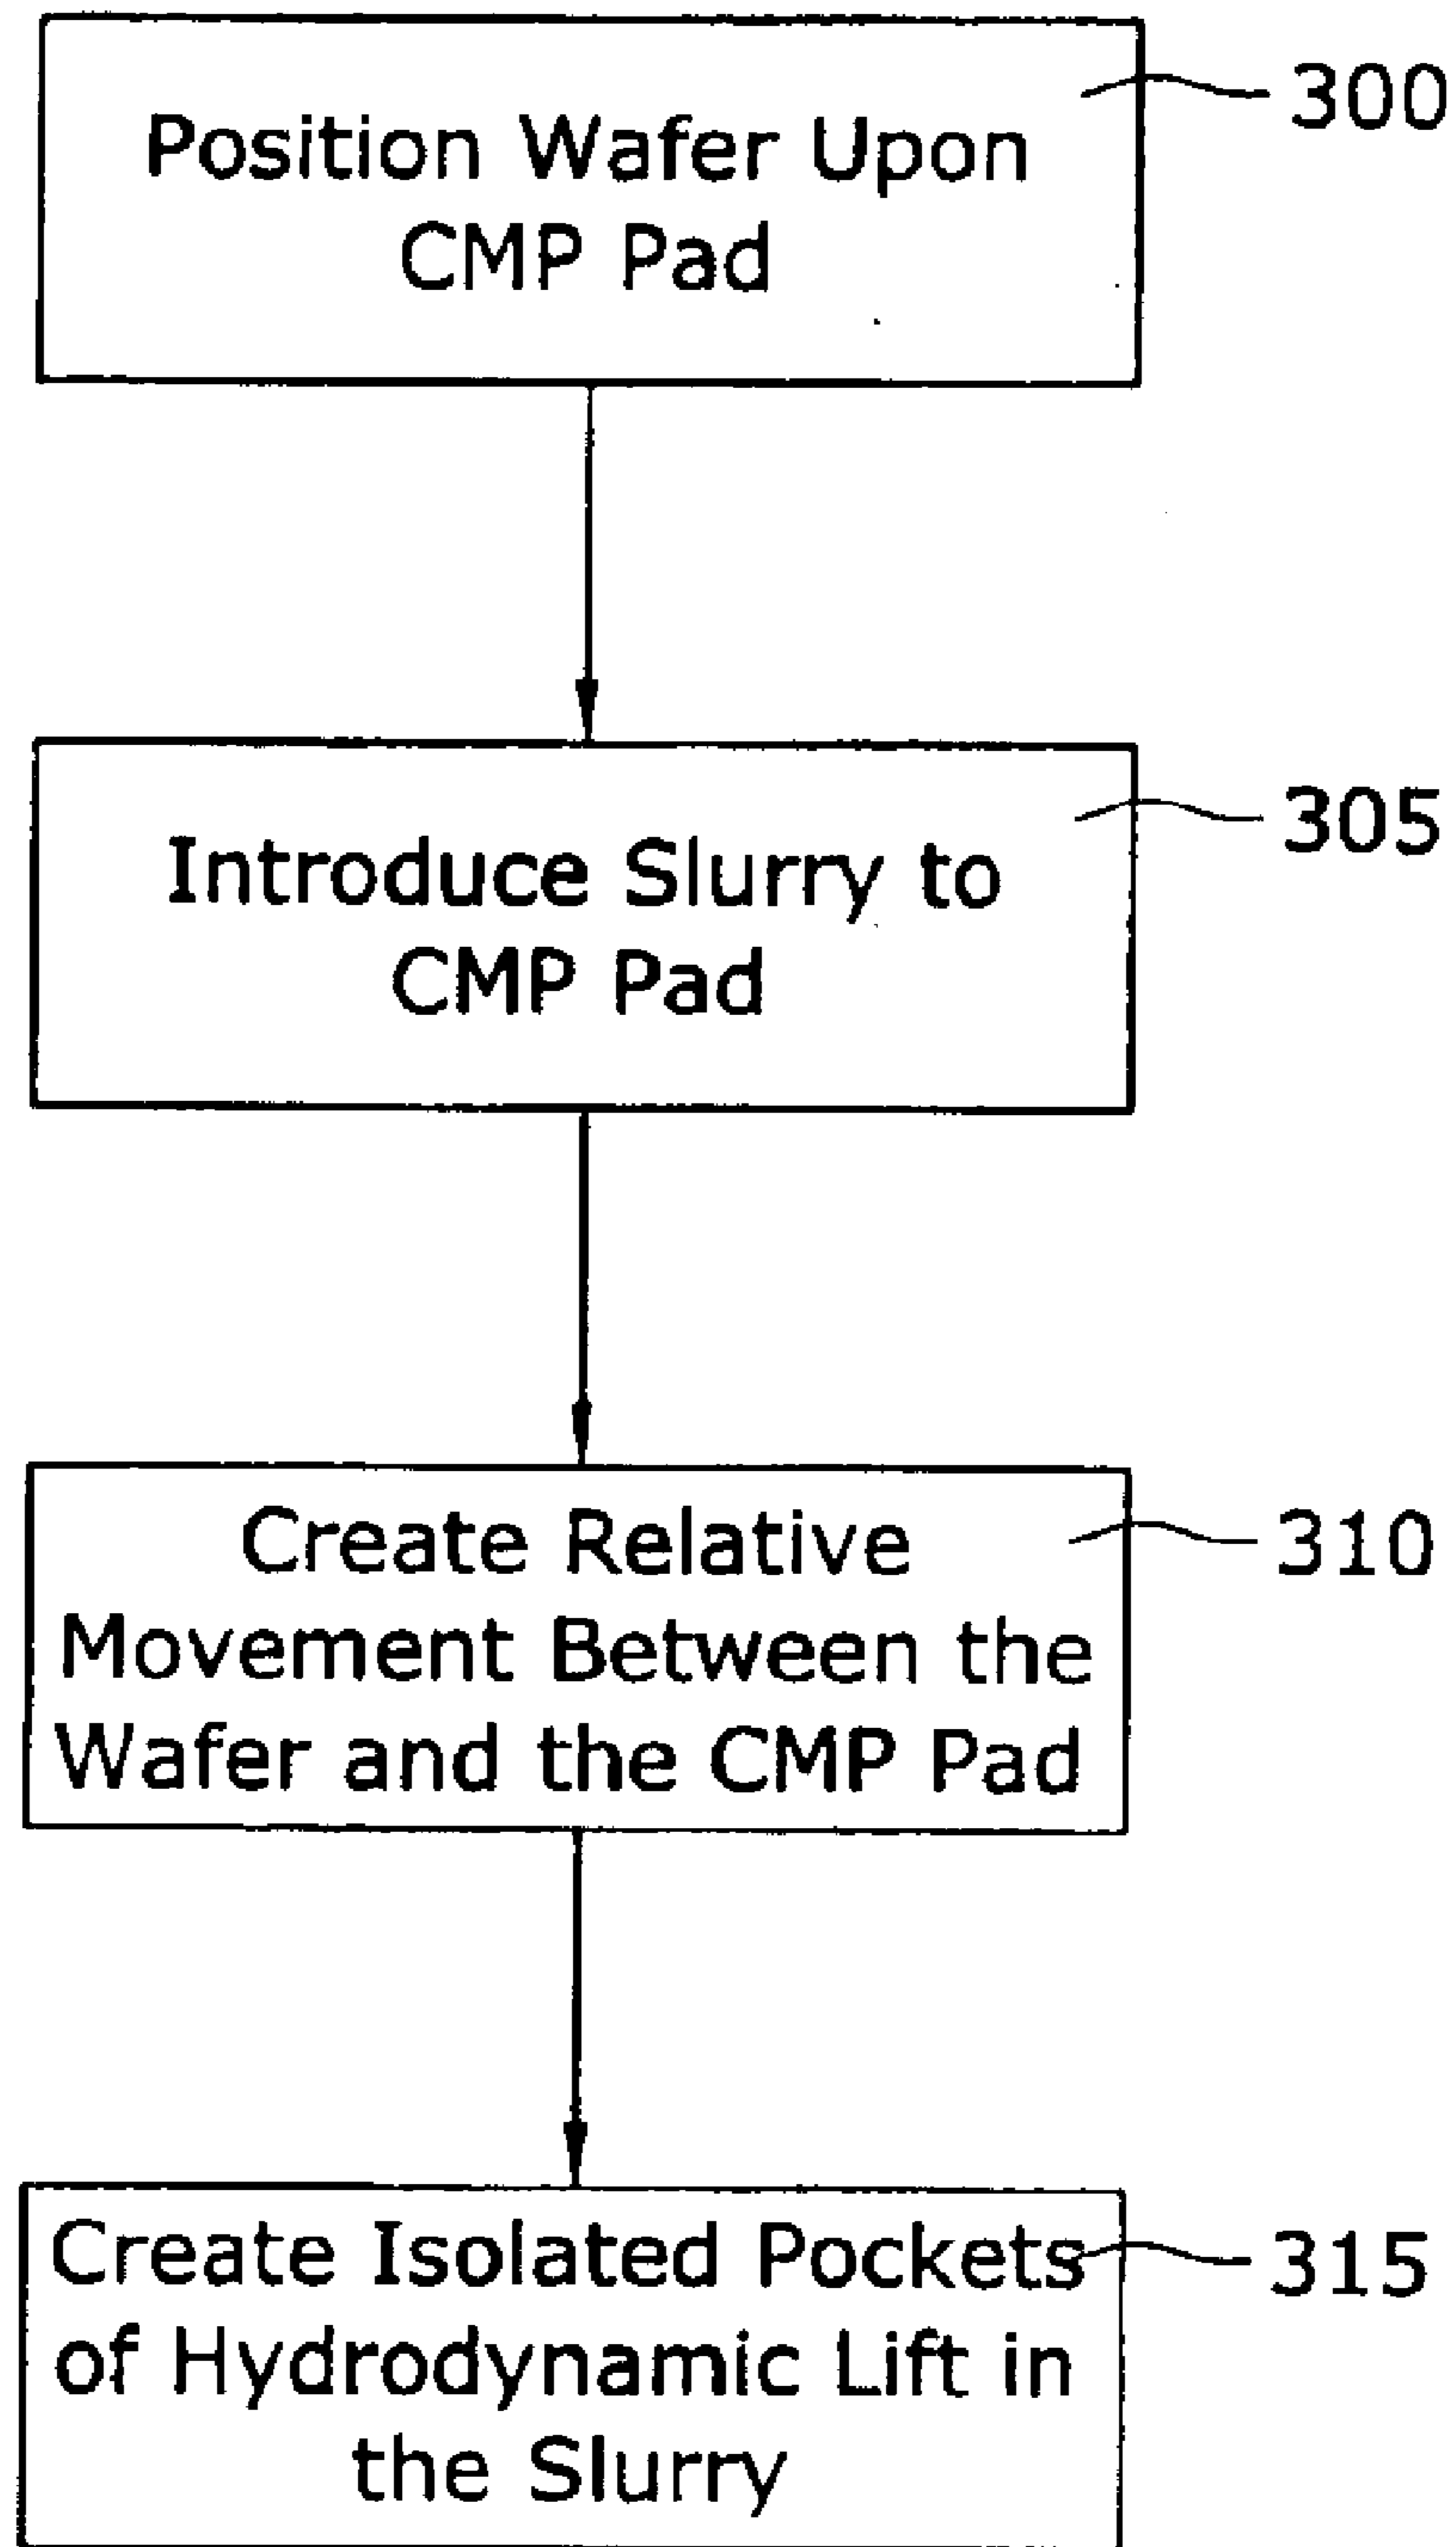 Position Wafer Upon
CMP Pad
300
Introduce Slurry to
CMP Pad
305
Create Relative
Movement Between the
Wafer and the CMP Pad
310
Create Isolated Pockets
of Hydrodynamic Lift in
the Slurry
315